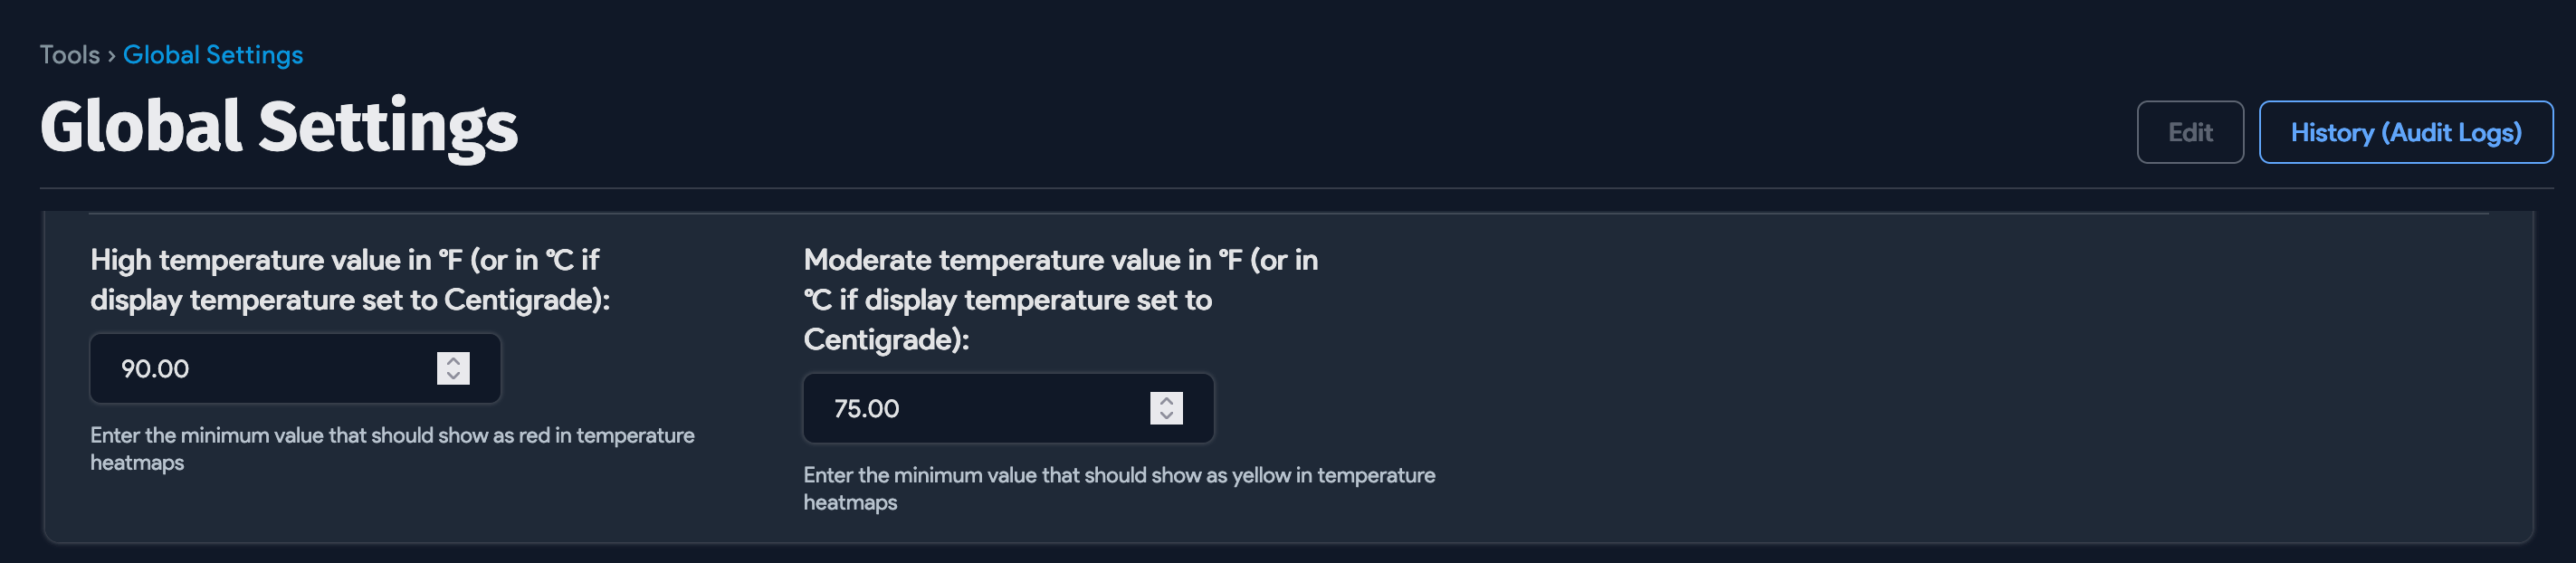 Tools › Global Settings
Global Settings
Edit
History (Audit Logs)
High temperature value in °F (or in °C if
display temperature set to Centigrade):
90.00
Enter the minimum value that should show as red in temperature
heatmaps
Moderate temperature value in °F (or in
°C if display temperature set to
Centigrade):
75.00
Enter the minimum value that should show as yellow in temperature
heatmaps